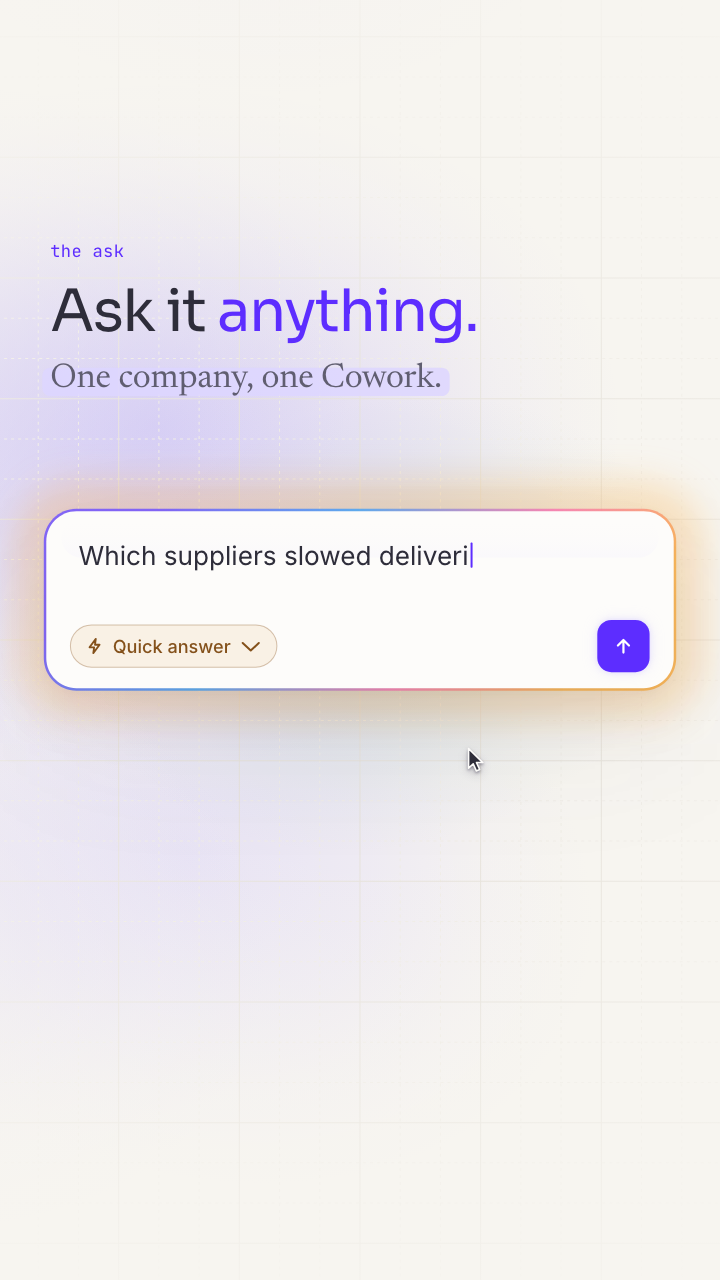 the ask
Ask it anything.
One company, one Cowork.
Which suppliers slowed deliveri
Quick answer